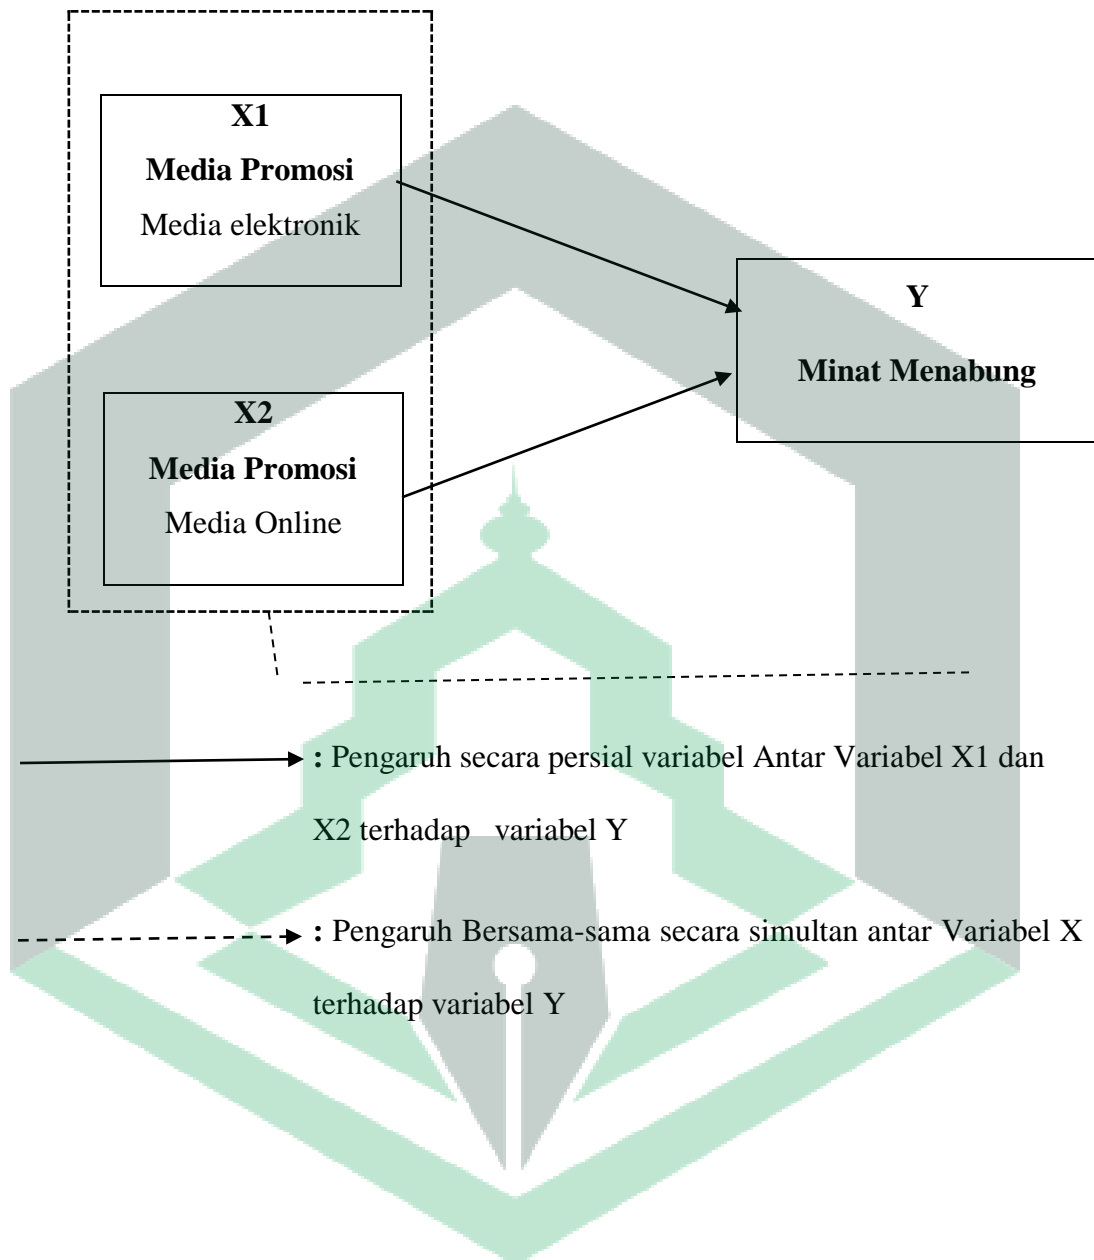 X1
Media Promosi
Media elektronik
Y
Minat Menabung
X2
Media Promosi
Media Online
: Pengaruh secara persial variabel Antar Variabel X1 dan
X2 terhadap variabel Y
: Pengaruh Bersama-sama secara simultan antar Variabel X
terhadap variabel Y